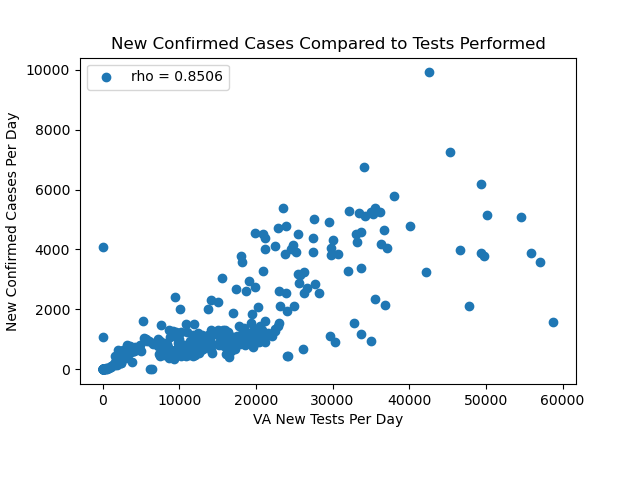 New Confirmed Cases Compared to Tests Performed
rho = 0.8506
New Confirmed Caeses Per Day
10000
8000
6000
4000
2000
0
0 10000 20000 30000 40000 50000 60000
VA New Tests Per Day